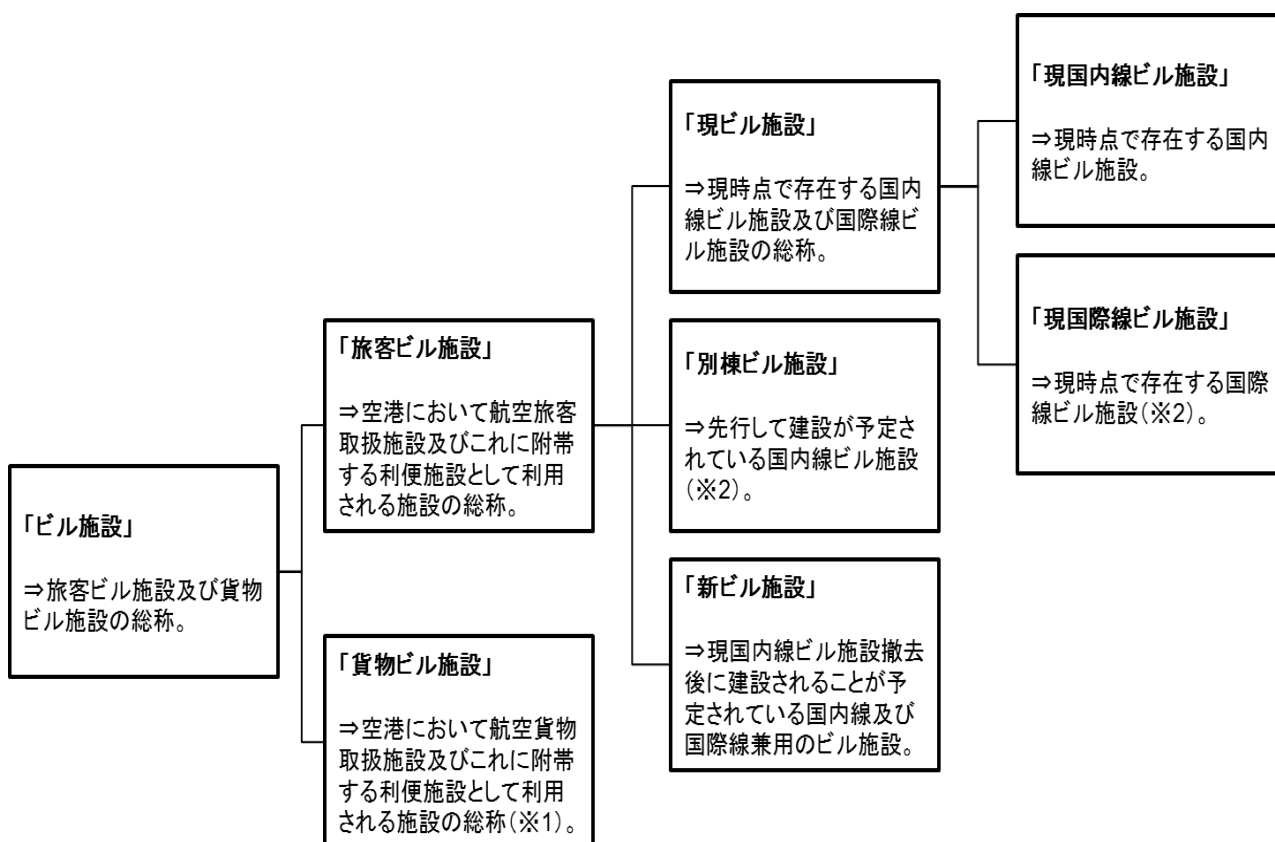 「ビル施設」
⇒旅客ビル施設及び貨物
ビル施設の総称。
「旅客ビル施設」
⇒空港において航空旅客
取扱施設及びこれに附帯
する利便施設として利用
される施設の総称。
「貨物ビル施設」
⇒空港において航空貨物
取扱施設及びこれに附帯
する利便施設として利用
される施設の総称(※1)。
「現ビル施設」
⇒現時点で存在する国内
線ビル施設及び国際線ビ
ル施設の総称。
「別棟ビル施設」
⇒先行して建設が予定さ
れている国内線ビル施設
(※2)。
「新ビル施設」
⇒現国内線ビル施設撤去
後に建設されることが予
定されている国内線及び
国際線兼用のビル施設。
「現国内線ビル施設」
⇒現時点で存在する国内
線ビル施設。
「現国際線ビル施設」
⇒現時点で存在する国際
線ビル施設(※2)。